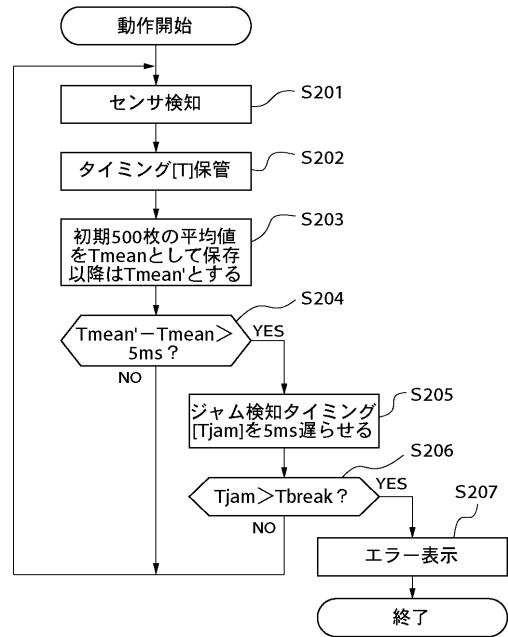 動作開始
センサ検知
S201
タイミング[T]保管
S202
初期500枚の平均値
をTmeanとして保存
以降はTmean'とする
S203
Tmean'－Tmean＞
5ms？
S204
YES
NO
ジャム検知タイミング
[Tjam]を5ms遅らせる
S205
Tjam＞Tbreak？
S206
YES
NO
エラー表示
S207
終了